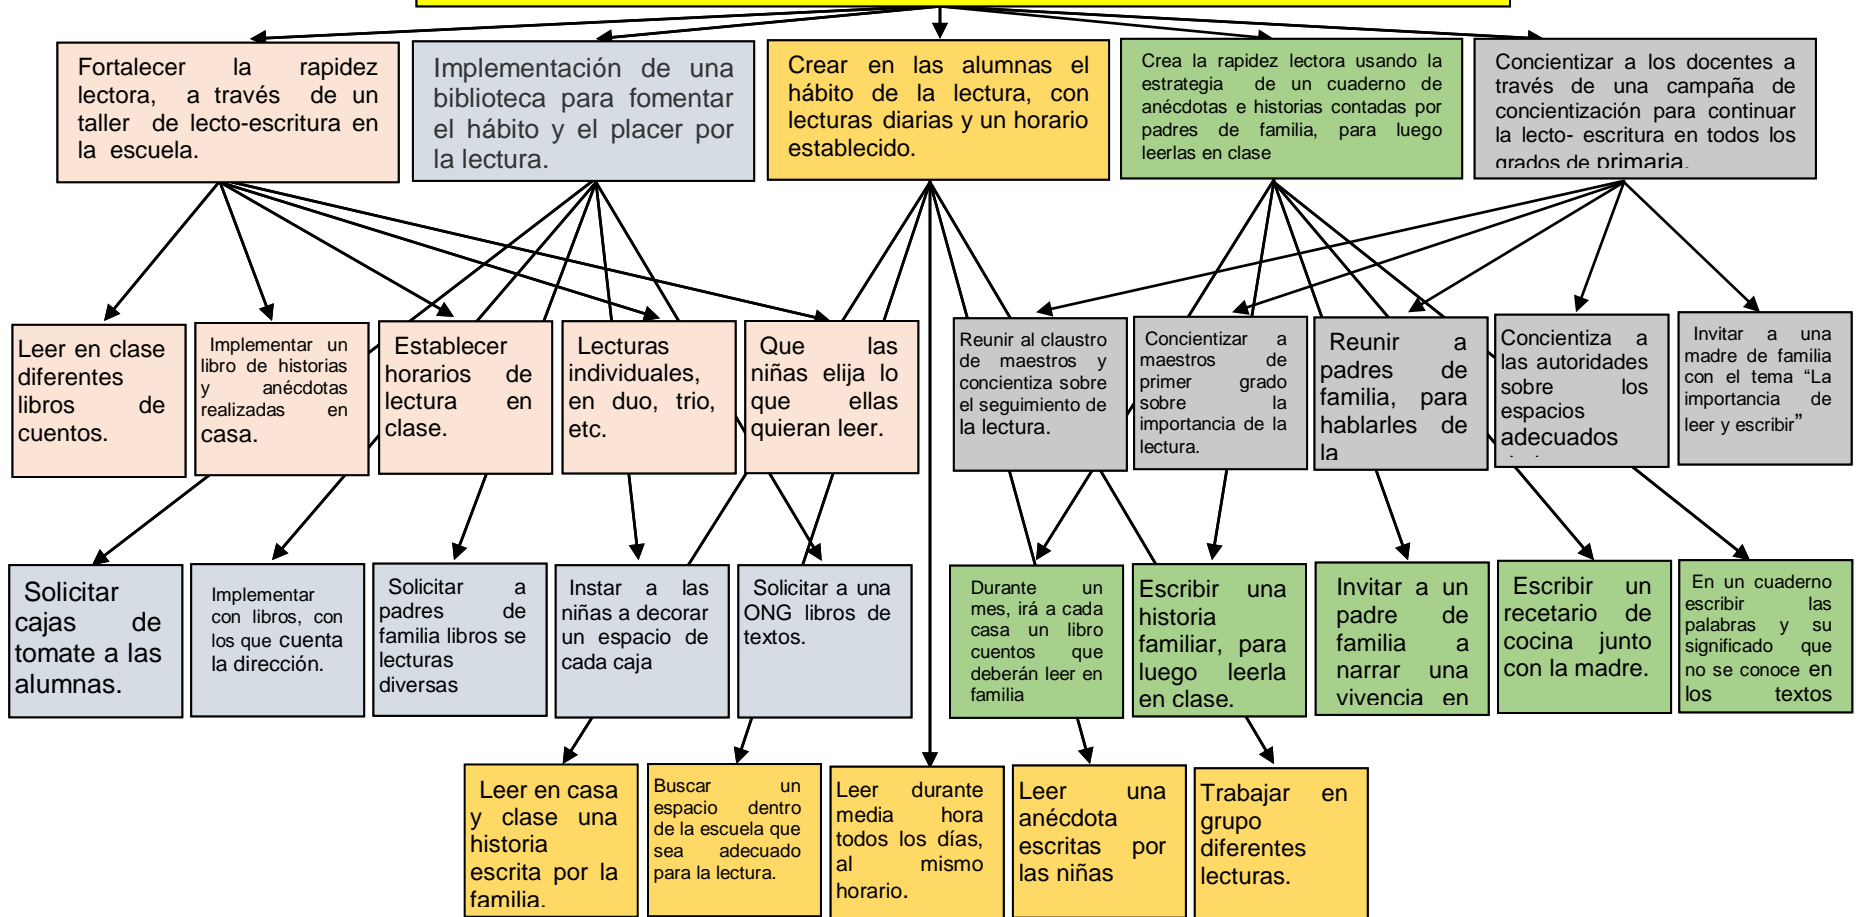 Fortalecer la rapidez
lectora, a través de un
taller de lecto-escritura en
la escuela.
Implementación de una
biblioteca para fomentar
el hábito y el placer por
la lectura.
Crear en las alumnas el
hábito de la lectura, con
lecturas diarias y un horario
establecido.
Crea la rapidez lectora usando la
estrategia de un cuaderno de
anécdotas e historias contadas por
padres de familia, para luego
leerlas en clase
Concientizar a los docentes a
través de una campaña de
concientización para continuar
la lecto- escritura en todos los
grados de primaria.
Leer en clase
diferentes
libros de
cuentos.
Implementar un
libro de historias
y anécdotas
realizadas en
casa.
Establecer
horarios de
lectura en
clase.
Lecturas
individuales,
en duo, trio,
etc.
Que las
niñas elija lo
que ellas
quieran leer.
Reunir al claustro
de maestros y
concientiza sobre
el seguimiento de
la lectura.
Concientizar a
maestros de
primer grado
sobre la
importancia de la
lectura.
Reunir a
padres de
familia, para
hablarles de
la
Concientiza a
las autoridades
sobre los
espacios
adecuados
Invitar a una
madre de familia
con el tema “La
importancia de
leer y escribir”
Solicitar
cajas de
tomate a las
alumnas.
Implementar
con libros, con
los que cuenta
la dirección.
Solicitar a
padres de
familia libros se
lecturas
diversas
Instar a las
niñas a decorar
un espacio de
cada caja
Solicitar a una
ONG libros de
textos.
Durante un
mes, irá a cada
casa un libro
cuentos que
deberán leer en
familia
Escribir una
historia
familiar, para
luego leerla
en clase.
Invitar a un
padre de
familia a
narrar una
vivencia en
Escribir un
recetario de
cocina junto
con la madre.
En un cuaderno
escribir las
palabras y su
significado que
no se conoce en
los textos
Leer en casa
y clase una
historia
escrita por la
familia.
Buscar un
espacio dentro
de la escuela que
sea adecuado
para la lectura.
Leer durante
media hora
todos los días,
al mismo
horario.
Leer una
anécdota
escritas por
las niñas
Trabajar en
grupo
diferentes
lecturas.